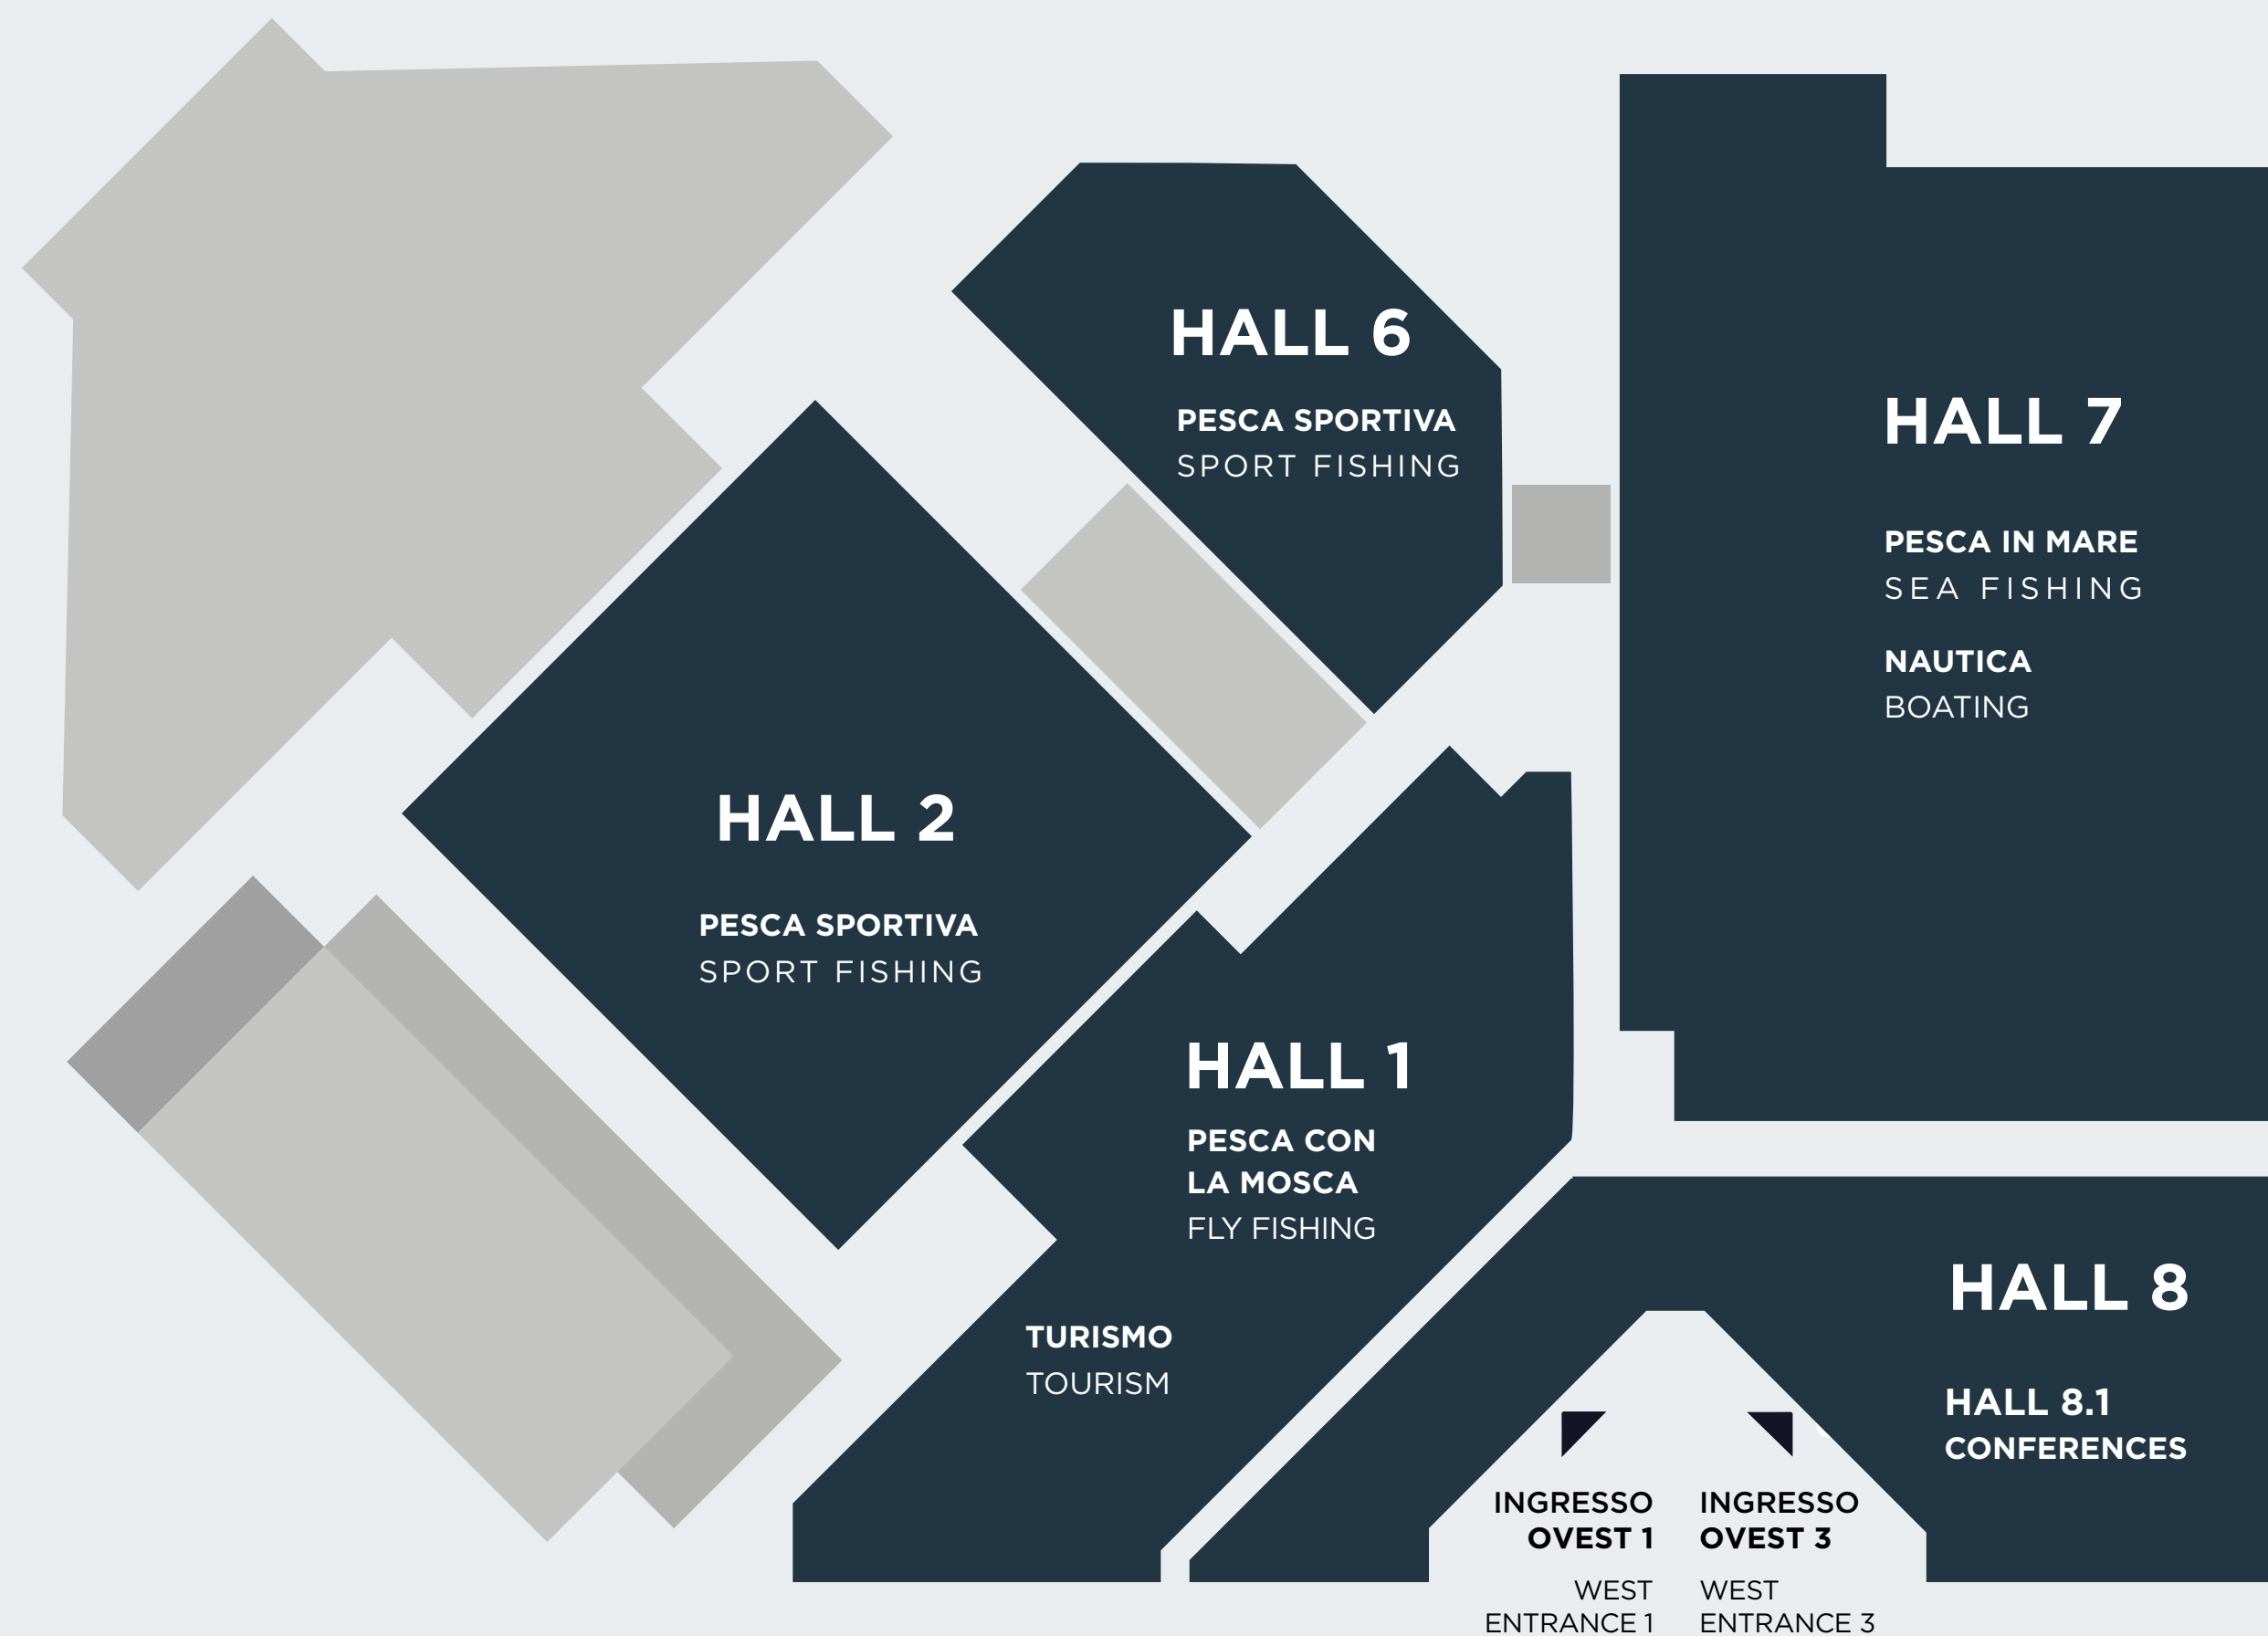 HALL 6
PESCA SPORTIVA
SPORT FISHING
HALL 7
PESCA IN MARE
SEA FISHING
NAUTICA
BOATING
HALL 2
PESCA SPORTIVA
SPORT FISHING
HALL 1
PESCA CON
LA MOSCA
FLY FISHING
TURISMO
TOURISM
HALL 8
HALL 8.1
CONFERENCES
INGRESSO
OVEST 1
WEST
ENTRANCE 1
INGRESSO
OVEST 3
WEST
ENTRANCE 3